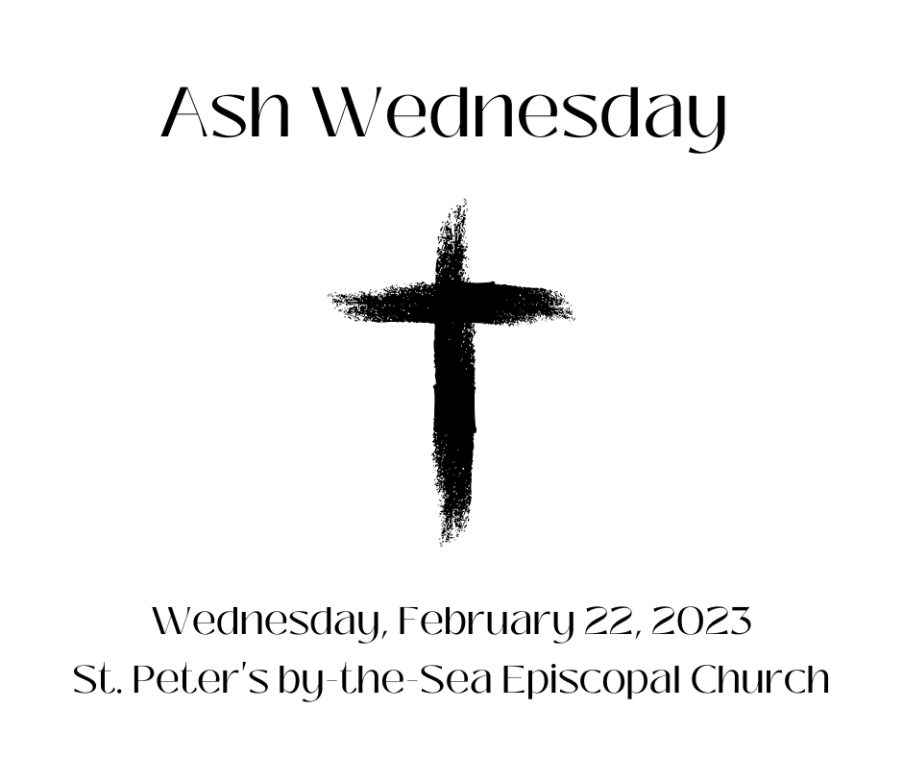 Ash Wednesday
Wednesday, February 22, 2023
St. Peter's by-the-Sea Episcopal Church